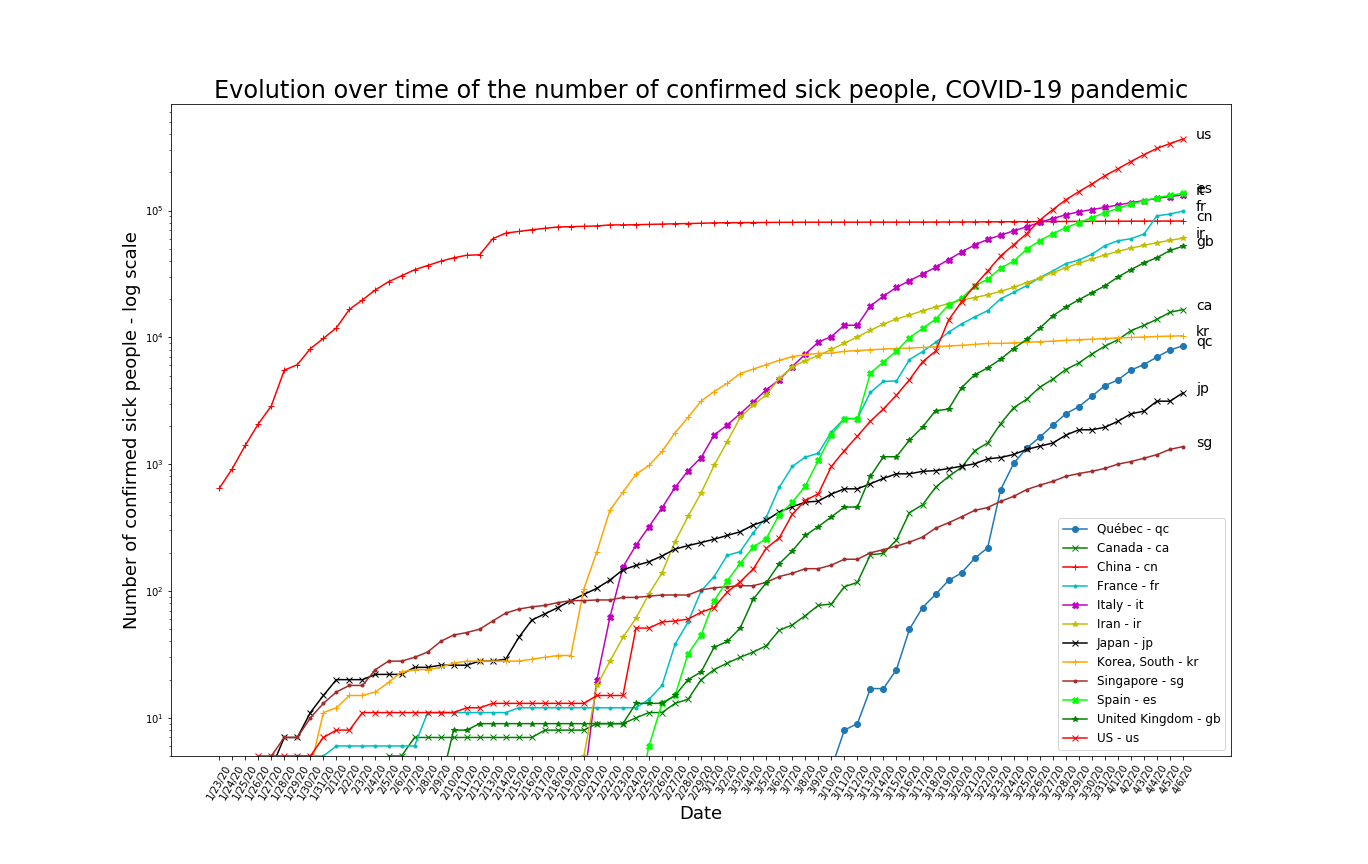 Evolution over time of the number of confirmed sick people, COVID-19 pandemic
Number of confirmed sick people - log scale
10⁵
10⁴
10³
10²
10¹
us
es
it
fr
cn
ir
gb
ca
kr
qc
jp
sg
Québec - qc
Canada - ca
China - cn
France - fr
Italy - it
Iran - ir
Japan - jp
Korea, South - kr
Singapore - sg
Spain - es
United Kingdom - gb
US - us
1/23/20
1/24/20
1/25/20
1/26/20
1/27/20
1/28/20
1/29/20
1/30/20
1/31/20
2/1/20
2/2/20
2/3/20
2/4/20
2/5/20
2/6/20
2/7/20
2/8/20
2/9/20
2/10/20
2/11/20
2/12/20
2/13/20
2/14/20
2/15/20
2/16/20
2/17/20
2/18/20
2/19/20
2/20/20
2/21/20
2/22/20
2/23/20
2/24/20
2/25/20
2/26/20
2/27/20
2/28/20
2/29/20
3/1/20
3/2/20
3/3/20
3/4/20
3/5/20
3/6/20
3/7/20
3/8/20
3/9/20
3/10/20
3/11/20
3/12/20
3/13/20
3/14/20
3/15/20
3/16/20
3/17/20
3/18/20
3/19/20
3/20/20
3/21/20
3/22/20
3/23/20
3/24/20
3/25/20
3/26/20
3/27/20
3/28/20
3/29/20
3/30/20
3/31/20
4/1/20
4/2/20
4/3/20
4/4/20
4/5/20
4/6/20
Date